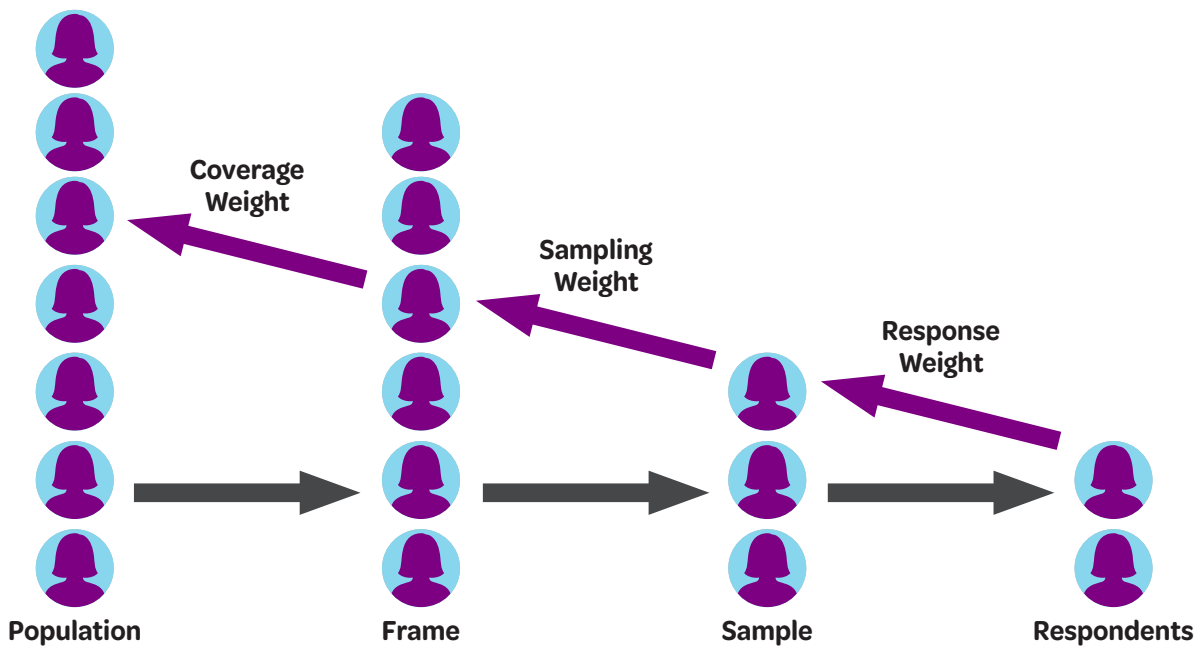 Coverage
Weight
Sampling
Weight
Response
Weight
Population
Frame
Sample
Respondents